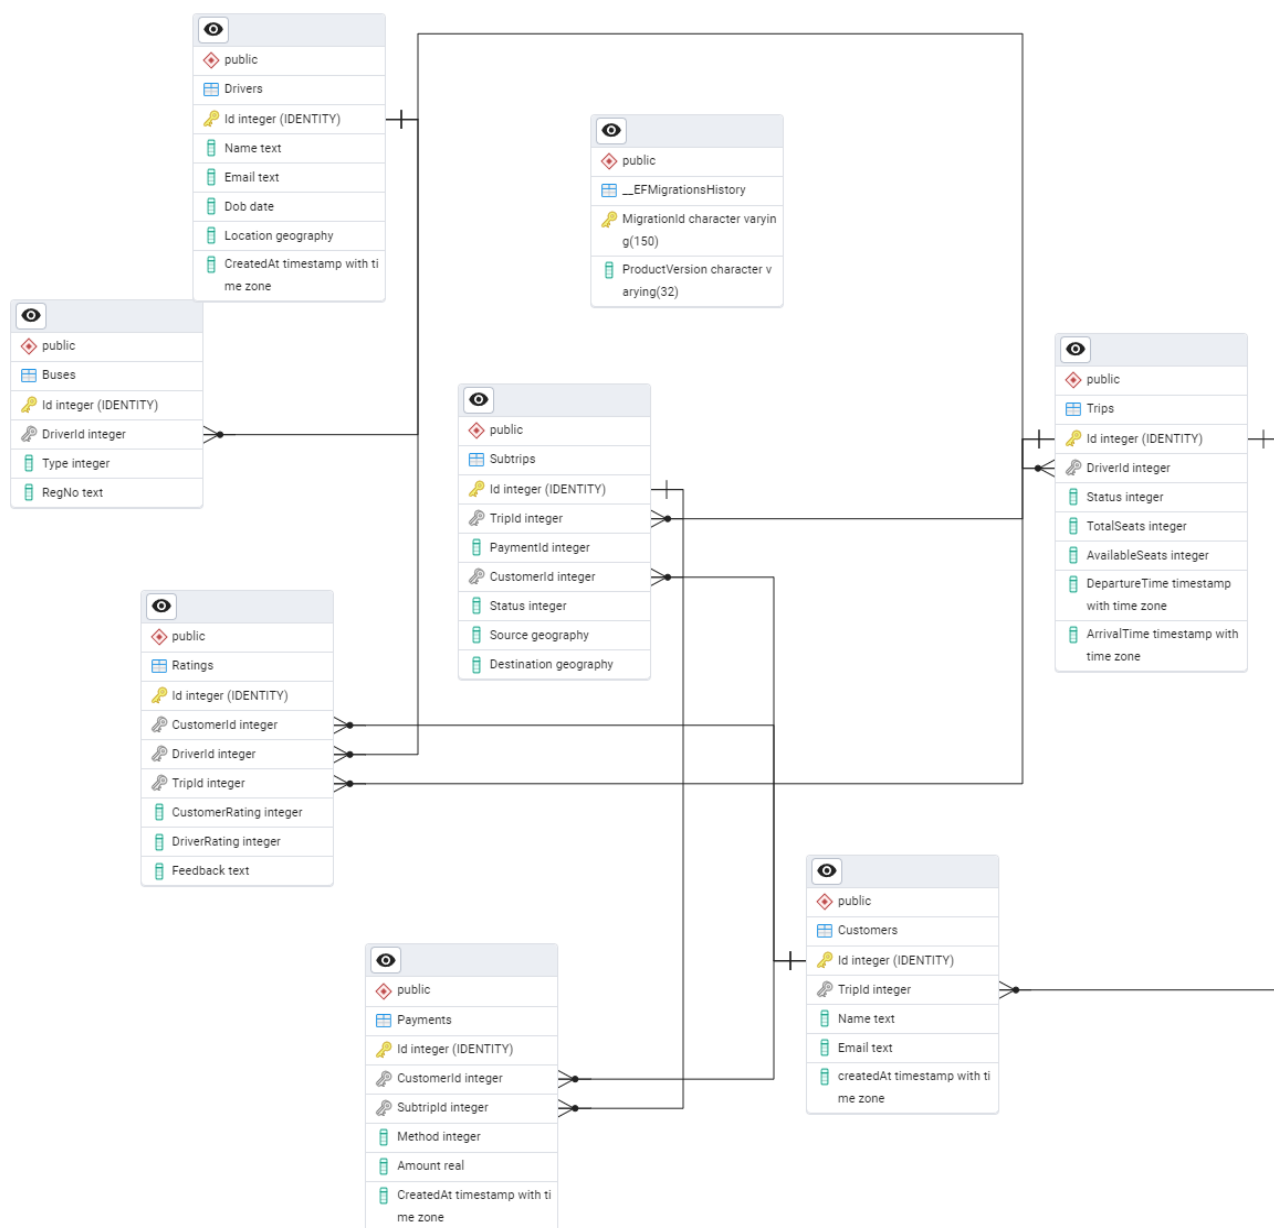 public
Drivers
Id integer (IDENTITY)
Name text
Email text
Dob date
Location geography
CreatedAt timestamp with ti
me zone
public
__EFMigrationsHistory
MigrationId character varyin
g(150)
ProductVersion character v
arying(32)
public
Buses
Id integer (IDENTITY)
DriverId integer
Type integer
RegNo text
public
Subtrips
Id integer (IDENTITY)
TripId integer
PaymentId integer
CustomerId integer
Status integer
Source geography
Destination geography
public
Trips
Id integer (IDENTITY)
DriverId integer
Status integer
TotalSeats integer
AvailableSeats integer
DepartureTime timestamp
with time zone
ArrivalTime timestamp with
time zone
public
Ratings
Id integer (IDENTITY)
CustomerId integer
DriverId integer
TripId integer
CustomerRating integer
DriverRating integer
Feedback text
public
Customers
Id integer (IDENTITY)
TripId integer
Name text
Email text
createdAt timestamp with ti
me zone
public
Payments
Id integer (IDENTITY)
CustomerId integer
SubtripId integer
Method integer
Amount real
CreatedAt timestamp with ti
me zone